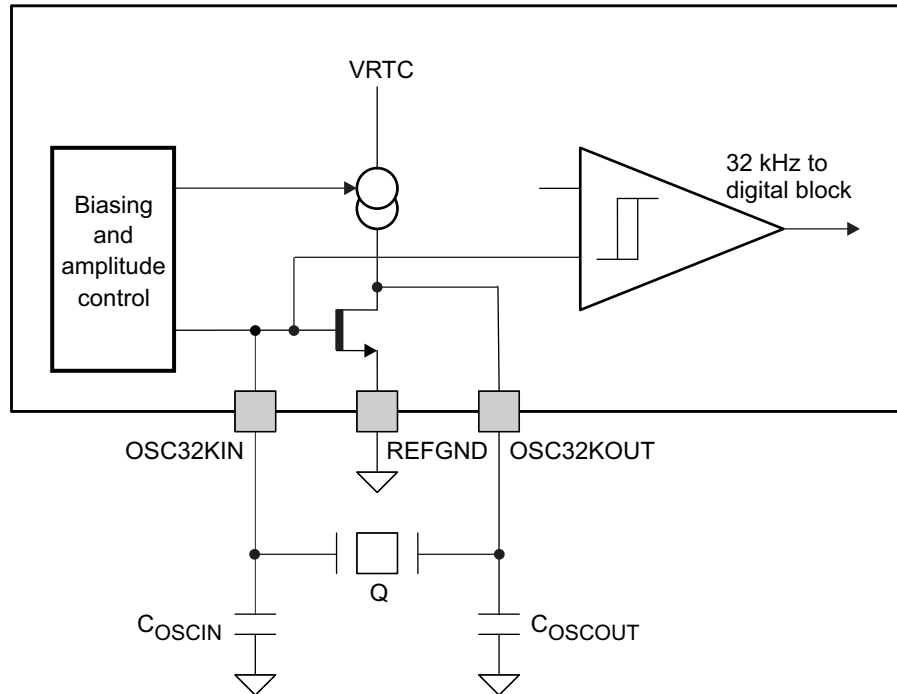 VRTC
32 kHz to
digital block
Biasing
and
amplitude
control
OSC32KIN
REFGND
OSC32KOUT
Q
COSCIN
COSCOUT